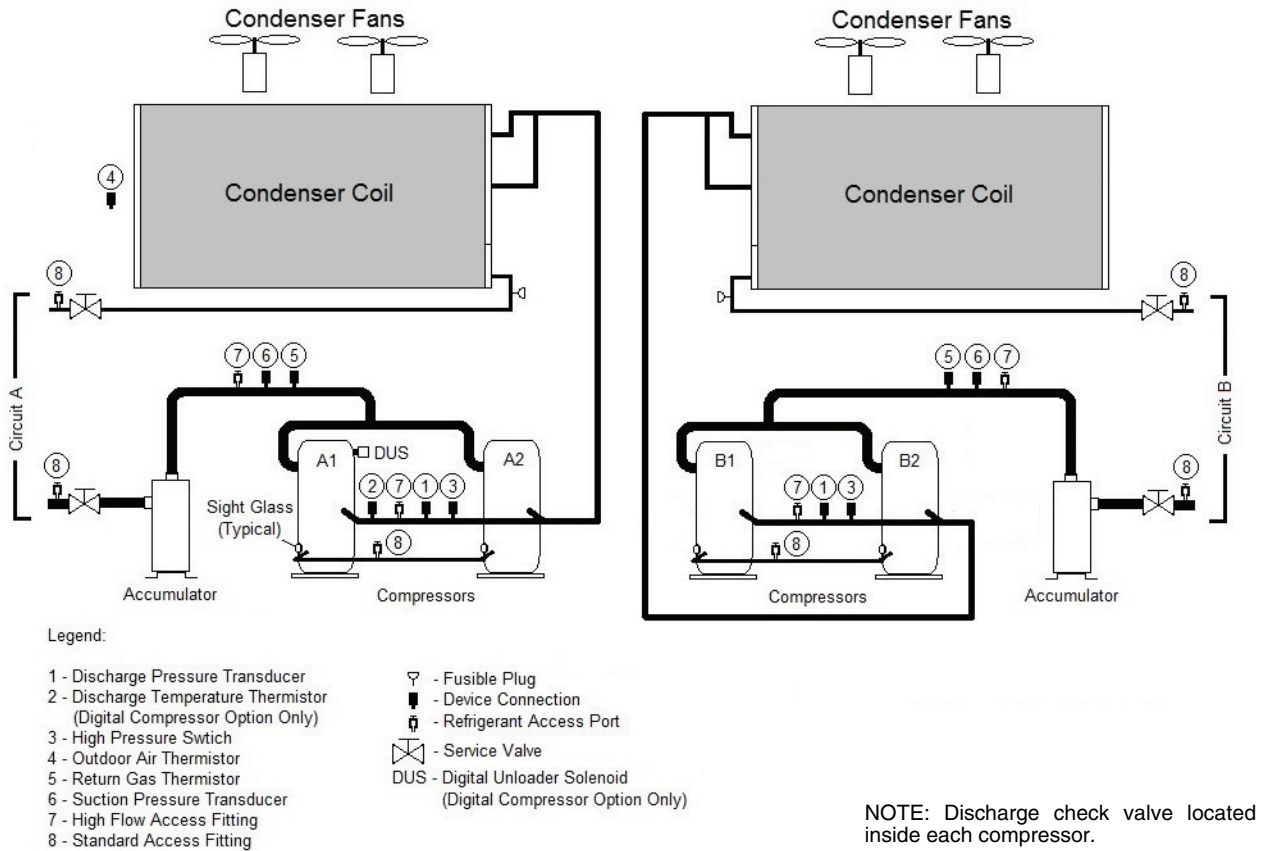 Condenser Fans
Condenser Fans
Condenser Coil
Condenser Coil
4
8
8
7 6 5
5 6 7
Circuit A
Circuit B
A1
DUS
A2
B1
B2
8
8
2 7 1 3
7 1 3
Sight Glass
(Typical)
8
8
Accumulator
Compressors
Compressors
Accumulator
Legend:
1 - Discharge Pressure Transducer
2 - Discharge Temperature Thermistor
(Digital Compressor Option Only)
3 - High Pressure Swtich
4 - Outdoor Air Thermistor
5 - Return Gas Thermistor
6 - Suction Pressure Transducer
7 - High Flow Access Fitting
8 - Standard Access Fitting
- Fusible Plug
- Device Connection
- Refrigerant Access Port
- Service Valve
DUS - Digital Unloader Solenoid
(Digital Compressor Option Only)
NOTE: Discharge check valve located
inside each compressor.